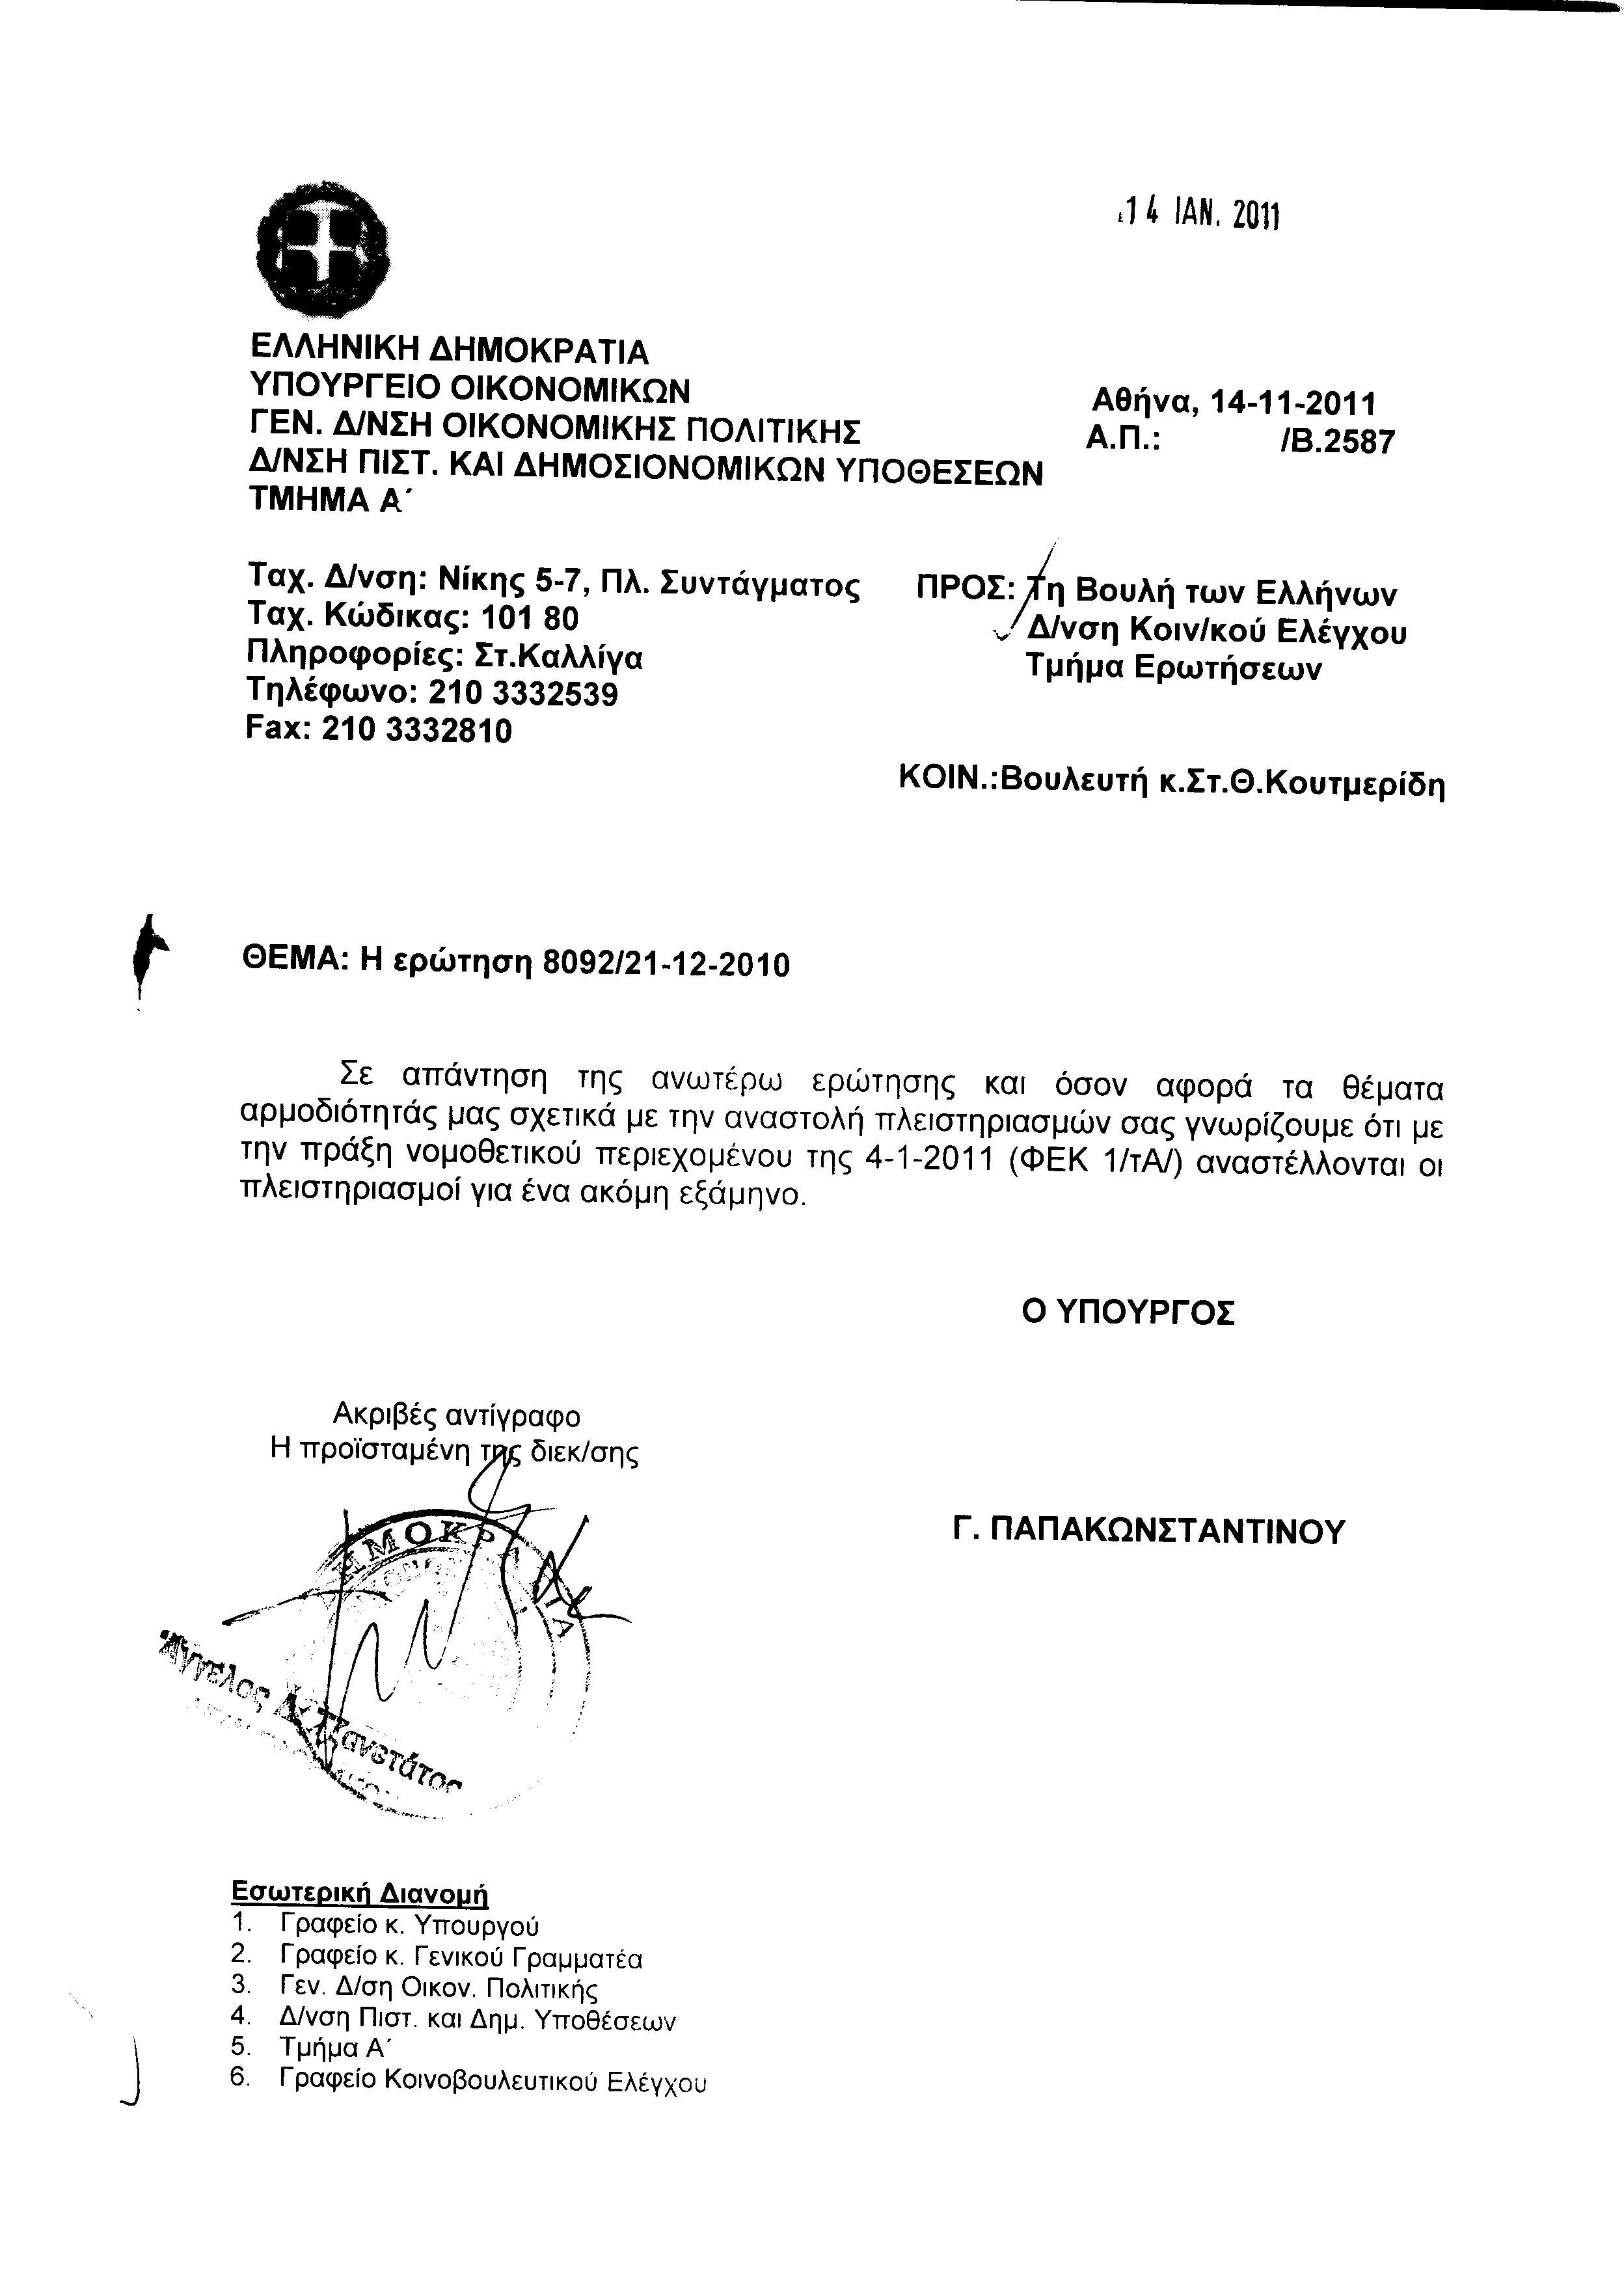 14 ΙΑΝ. 2011
ΕΛΛΗΝΙΚΗ ΔΗΜΟΚΡΑΤΙΑ
ΥΠΟΥΡΓΕΙΟ ΟΙΚΟΝΟΜΙΚΩΝ
ΓΕΝ. Δ/ΝΣΗ ΟΙΚΟΝΟΜΙΚΗΣ ΠΟΛΙΤΙΚΗΣ
Δ/ΝΣΗ ΠΙΣΤ. ΚΑΙ ΔΗΜΟΣΙΟΝΟΜΙΚΩΝ ΥΠΟΘΕΣΕΩΝ
ΤΜΗΜΑ Α΄
Αθήνα, 14-11-2011
Α.Π.: /Β.2587
Ταχ. Δ/νση: Νίκης 5-7, Πλ. Συντάγματος
Ταχ. Κώδικας: 101 80
Πληροφορίες: Στ.Καλλίγα
Τηλέφωνο: 210 3332539
Fax: 210 3332810
ΠΡΟΣ: Τη Βουλή των Ελλήνων
Δ/νση Κοιν/κού Ελέγχου
Τμήμα Ερωτήσεων
ΚΟΙΝ.:Βουλευτή κ.Στ.Θ.Κουτμερίδη
ΘΕΜΑ: Η ερώτηση 8092/21-12-2010
Σε απάντηση της ανωτέρω ερώτησης και όσον αφορά τα θέματα
αρμοδιότητάς μας σχετικά με την αναστολή πλειστηριασμών σας γνωρίζουμε ότι με
την πράξη νομοθετικού περιεχομένου της 4-1-2011 (ΦΕΚ 1/τΑ/) αναστέλλονται οι
πλειστηριασμοί για ένα ακόμη εξάμηνο.
Ο ΥΠΟΥΡΓΟΣ
Ακριβές αντίγραφο
Η προϊσταμένη της διεκ/σης
Γ. ΠΑΠΑΚΩΝΣΤΑΝΤΙΝΟΥ
Άγγελος Δ. Πανετάτος
Εσωτερική Διανομή
1. Γραφείο κ. Υπουργού
2. Γραφείο κ. Γενικού Γραμματέα
3. Γεν. Δ/ση Οικον. Πολιτικής
4. Δ/νση Πιστ. και Δημ. Υποθέσεων
5. Τμήμα Α΄
6. Γραφείο Κοινοβουλευτικού Ελέγχου